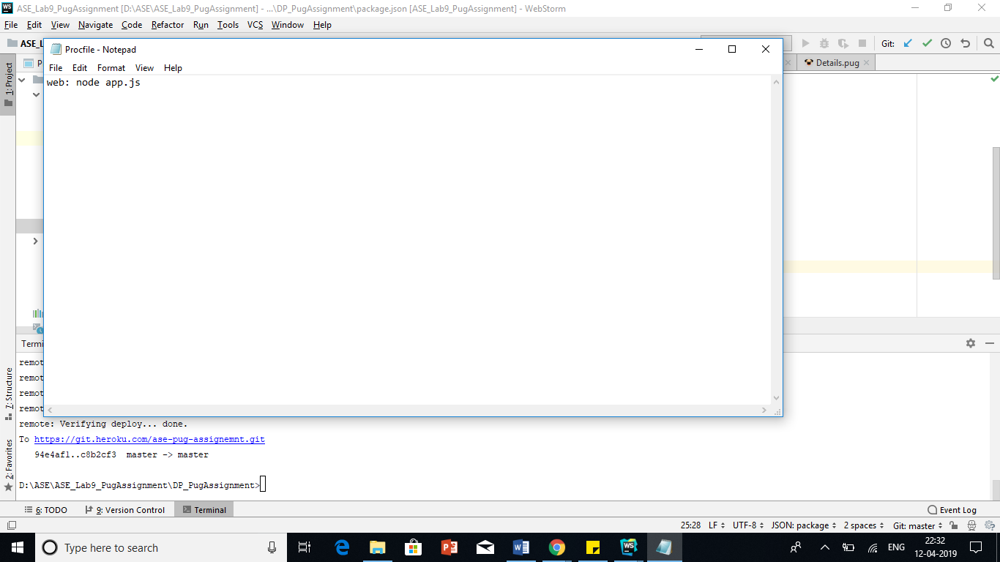 ASE_Lab9_PugAssignment [D:\ASE\ASE_Lab9_PugAssignment] - ...\DP_PugAssignment\package.json [ASE_Lab9_PugAssignment] - WebStorm
File Edit View Navigate Code Refactor Run Tools VCS Window Help
ASE_L
Git:
Procfile - Notepad
File Edit Format View Help
web: node app.js
Details.pug
1: Project
P
7: Structure
2: Favorites
Termi
remot
remot
remot
remot
remote: Verifying deploy... done.
To https://git.heroku.com/ase-pug-assignemnt.git
94e4af1..c8b2cf3 master -> master
D:\ASE\ASE_Lab9_PugAssignment\DP_PugAssignment>
6: TODO 9: Version Control Terminal Event Log
25:28 LF UTF-8 JSON: package 2 spaces Git: master
Type here to search
ENG
22:32
12-04-2019